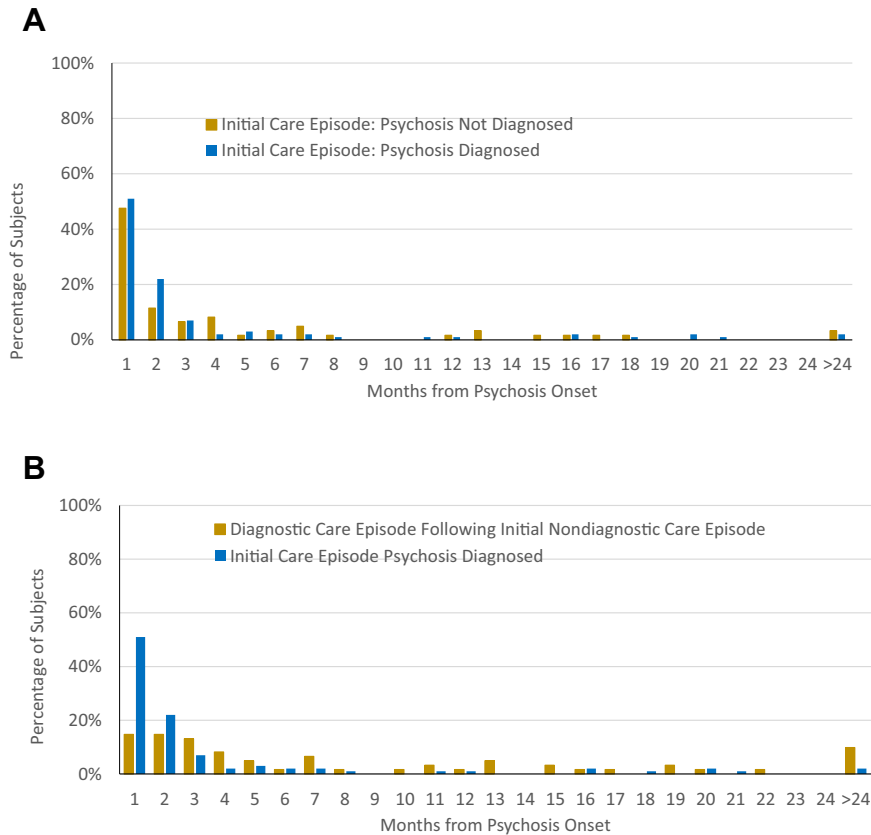 A
100%
80%
60%
40%
20%
0%
Percentage of Subjects
Initial Care Episode: Psychosis Not Diagnosed
Initial Care Episode: Psychosis Diagnosed
1 2 3 4 5 6 7 8 9 10 11 12 13 14 15 16 17 18 19 20 21 22 23 24 >24
Months from Psychosis Onset
B
100%
80%
60%
40%
20%
0%
Percentage of Subjects
Diagnostic Care Episode Following Initial Nondiagnostic Care Episode
Initial Care Episode Psychosis Diagnosed
1 2 3 4 5 6 7 8 9 10 11 12 13 14 15 16 17 18 19 20 21 22 23 24 >24
Months from Psychosis Onset